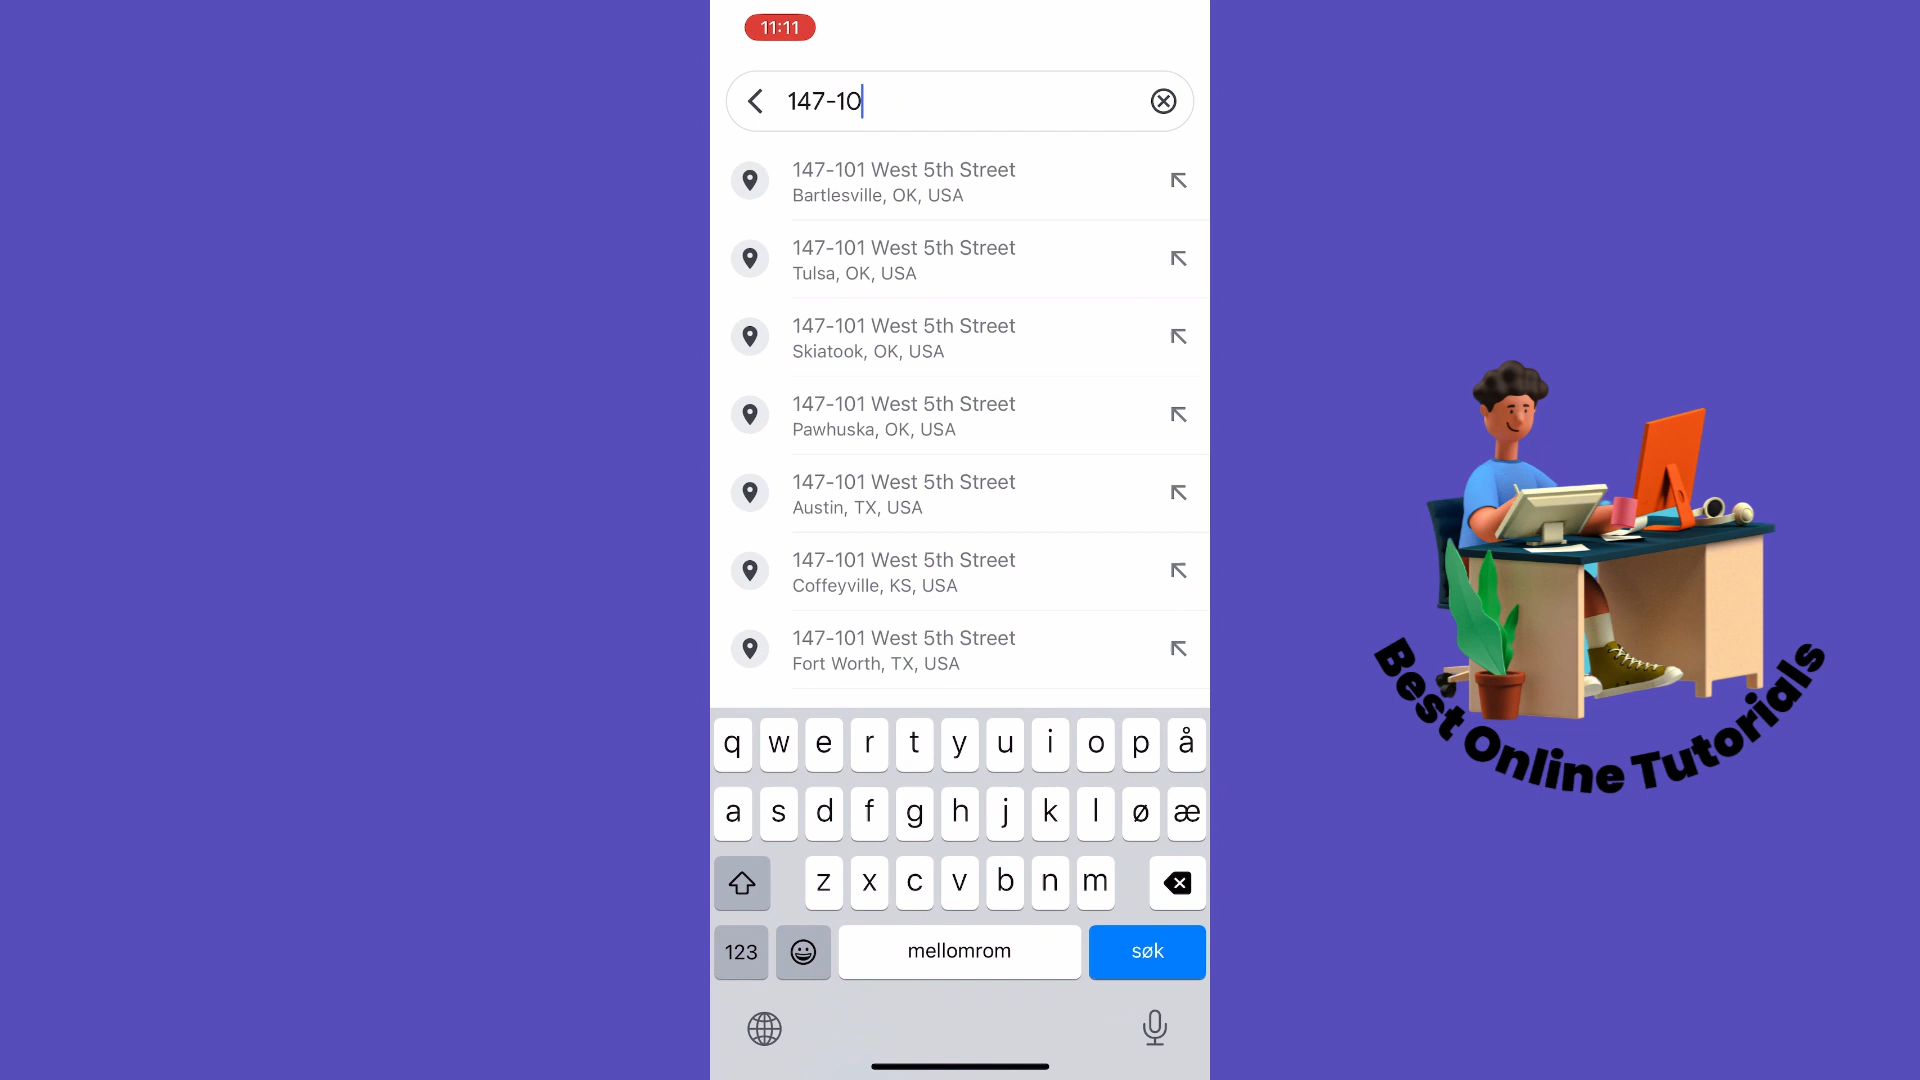 11:11
147-10
147-101 West 5th Street
Bartlesville, OK, USA
147-101 West 5th Street
Tulsa, OK, USA
147-101 West 5th Street
Skiatook, OK, USA
147-101 West 5th Street
Pawhuska, OK, USA
147-101 West 5th Street
Austin, TX, USA
147-101 West 5th Street
Coffeyville, KS, USA
147-101 West 5th Street
Fort Worth, TX, USA
q w e r t y u i o p å
a s d f g h j k l ø æ
z x c v b n m
123 mellomrom søk
Best Online Tutorials